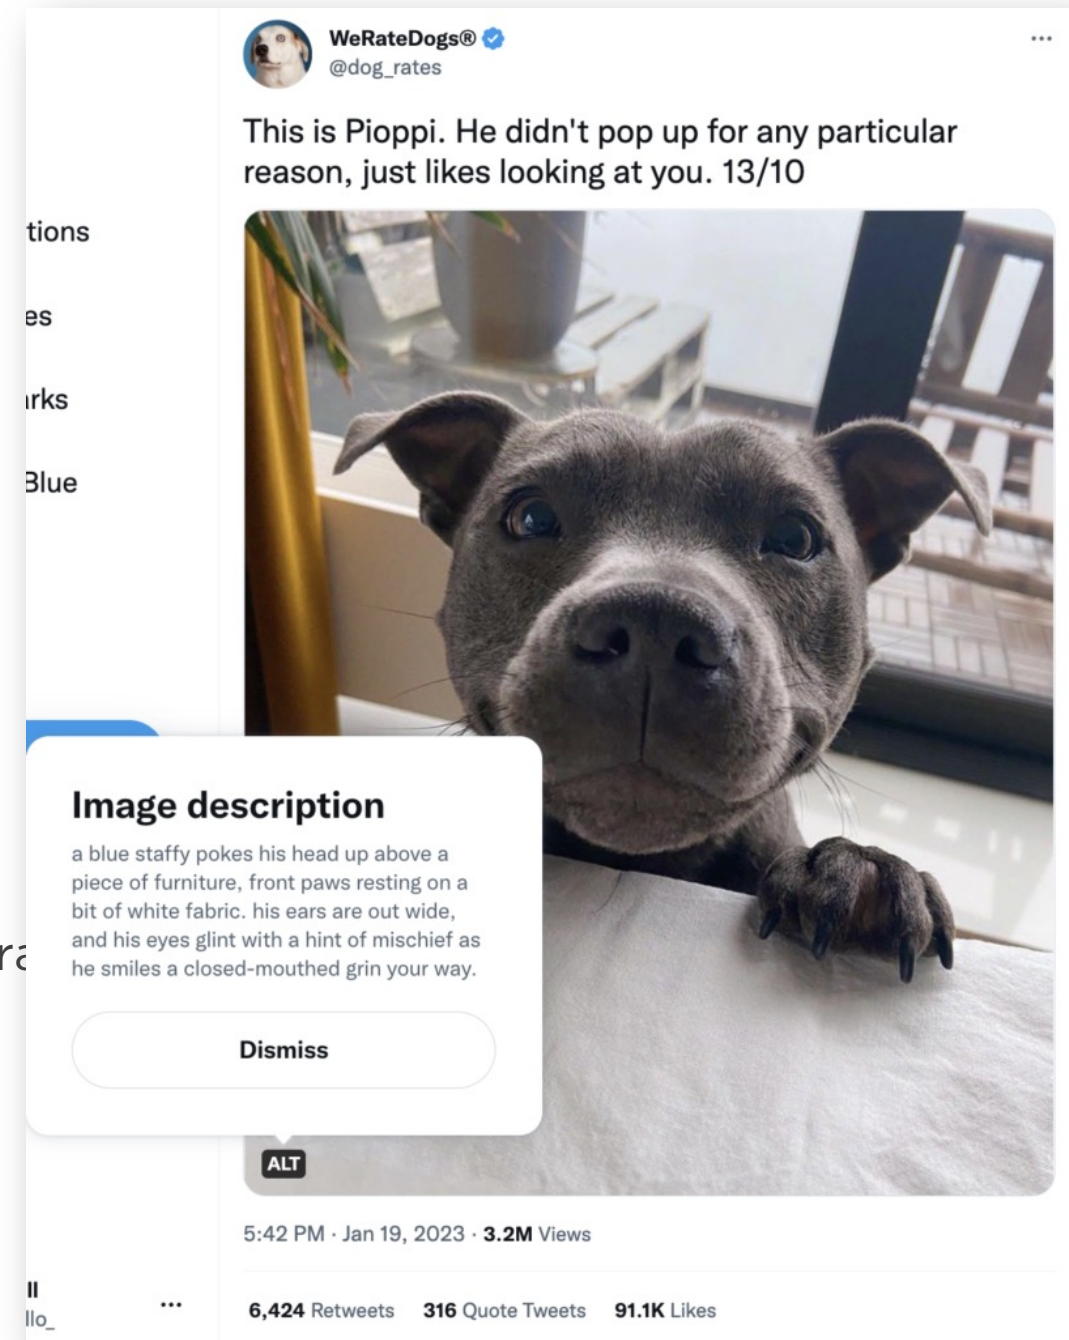 WeRateDogs®
@dog_rates
This is Pioppi. He didn't pop up for any particular
reason, just likes looking at you. 13/10
tions
es
arks
Blue
Image description
a blue staffy pokes his head up above a
piece of furniture, front paws resting on a
bit of white fabric. his ears are out wide,
and his eyes glint with a hint of mischief as
he smiles a closed-mouthed grin your way.
Dismiss
ra
ALT
5:42 PM · Jan 19, 2023 · 3.2M Views
ll
llo_
6,424 Retweets 316 Quote Tweets 91.1K Likes